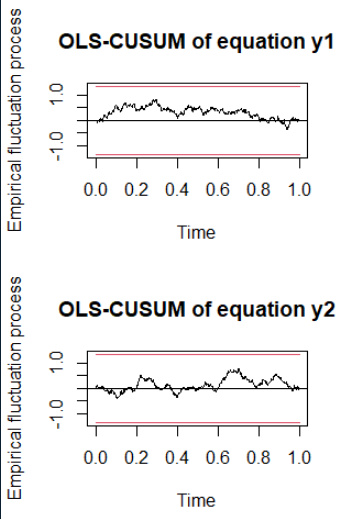 OLS-CUSUM of equation y1
Empirical fluctuation process
1.0
-1.0
0.0 0.2 0.4 0.6 0.8 1.0
Time
OLS-CUSUM of equation y2
Empirical fluctuation process
1.0
-1.0
0.0 0.2 0.4 0.6 0.8 1.0
Time